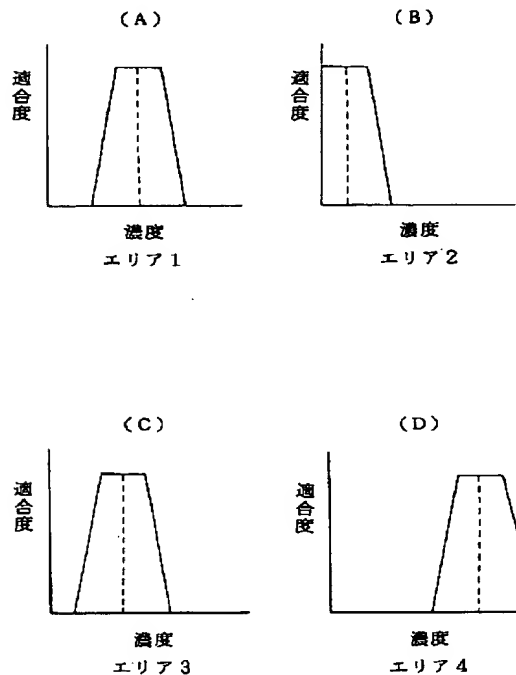 (A)
適合度
濃度
エリア1
(B)
適合度
濃度
エリア2
(C)
適合度
濃度
エリア3
(D)
適合度
濃度
エリア4